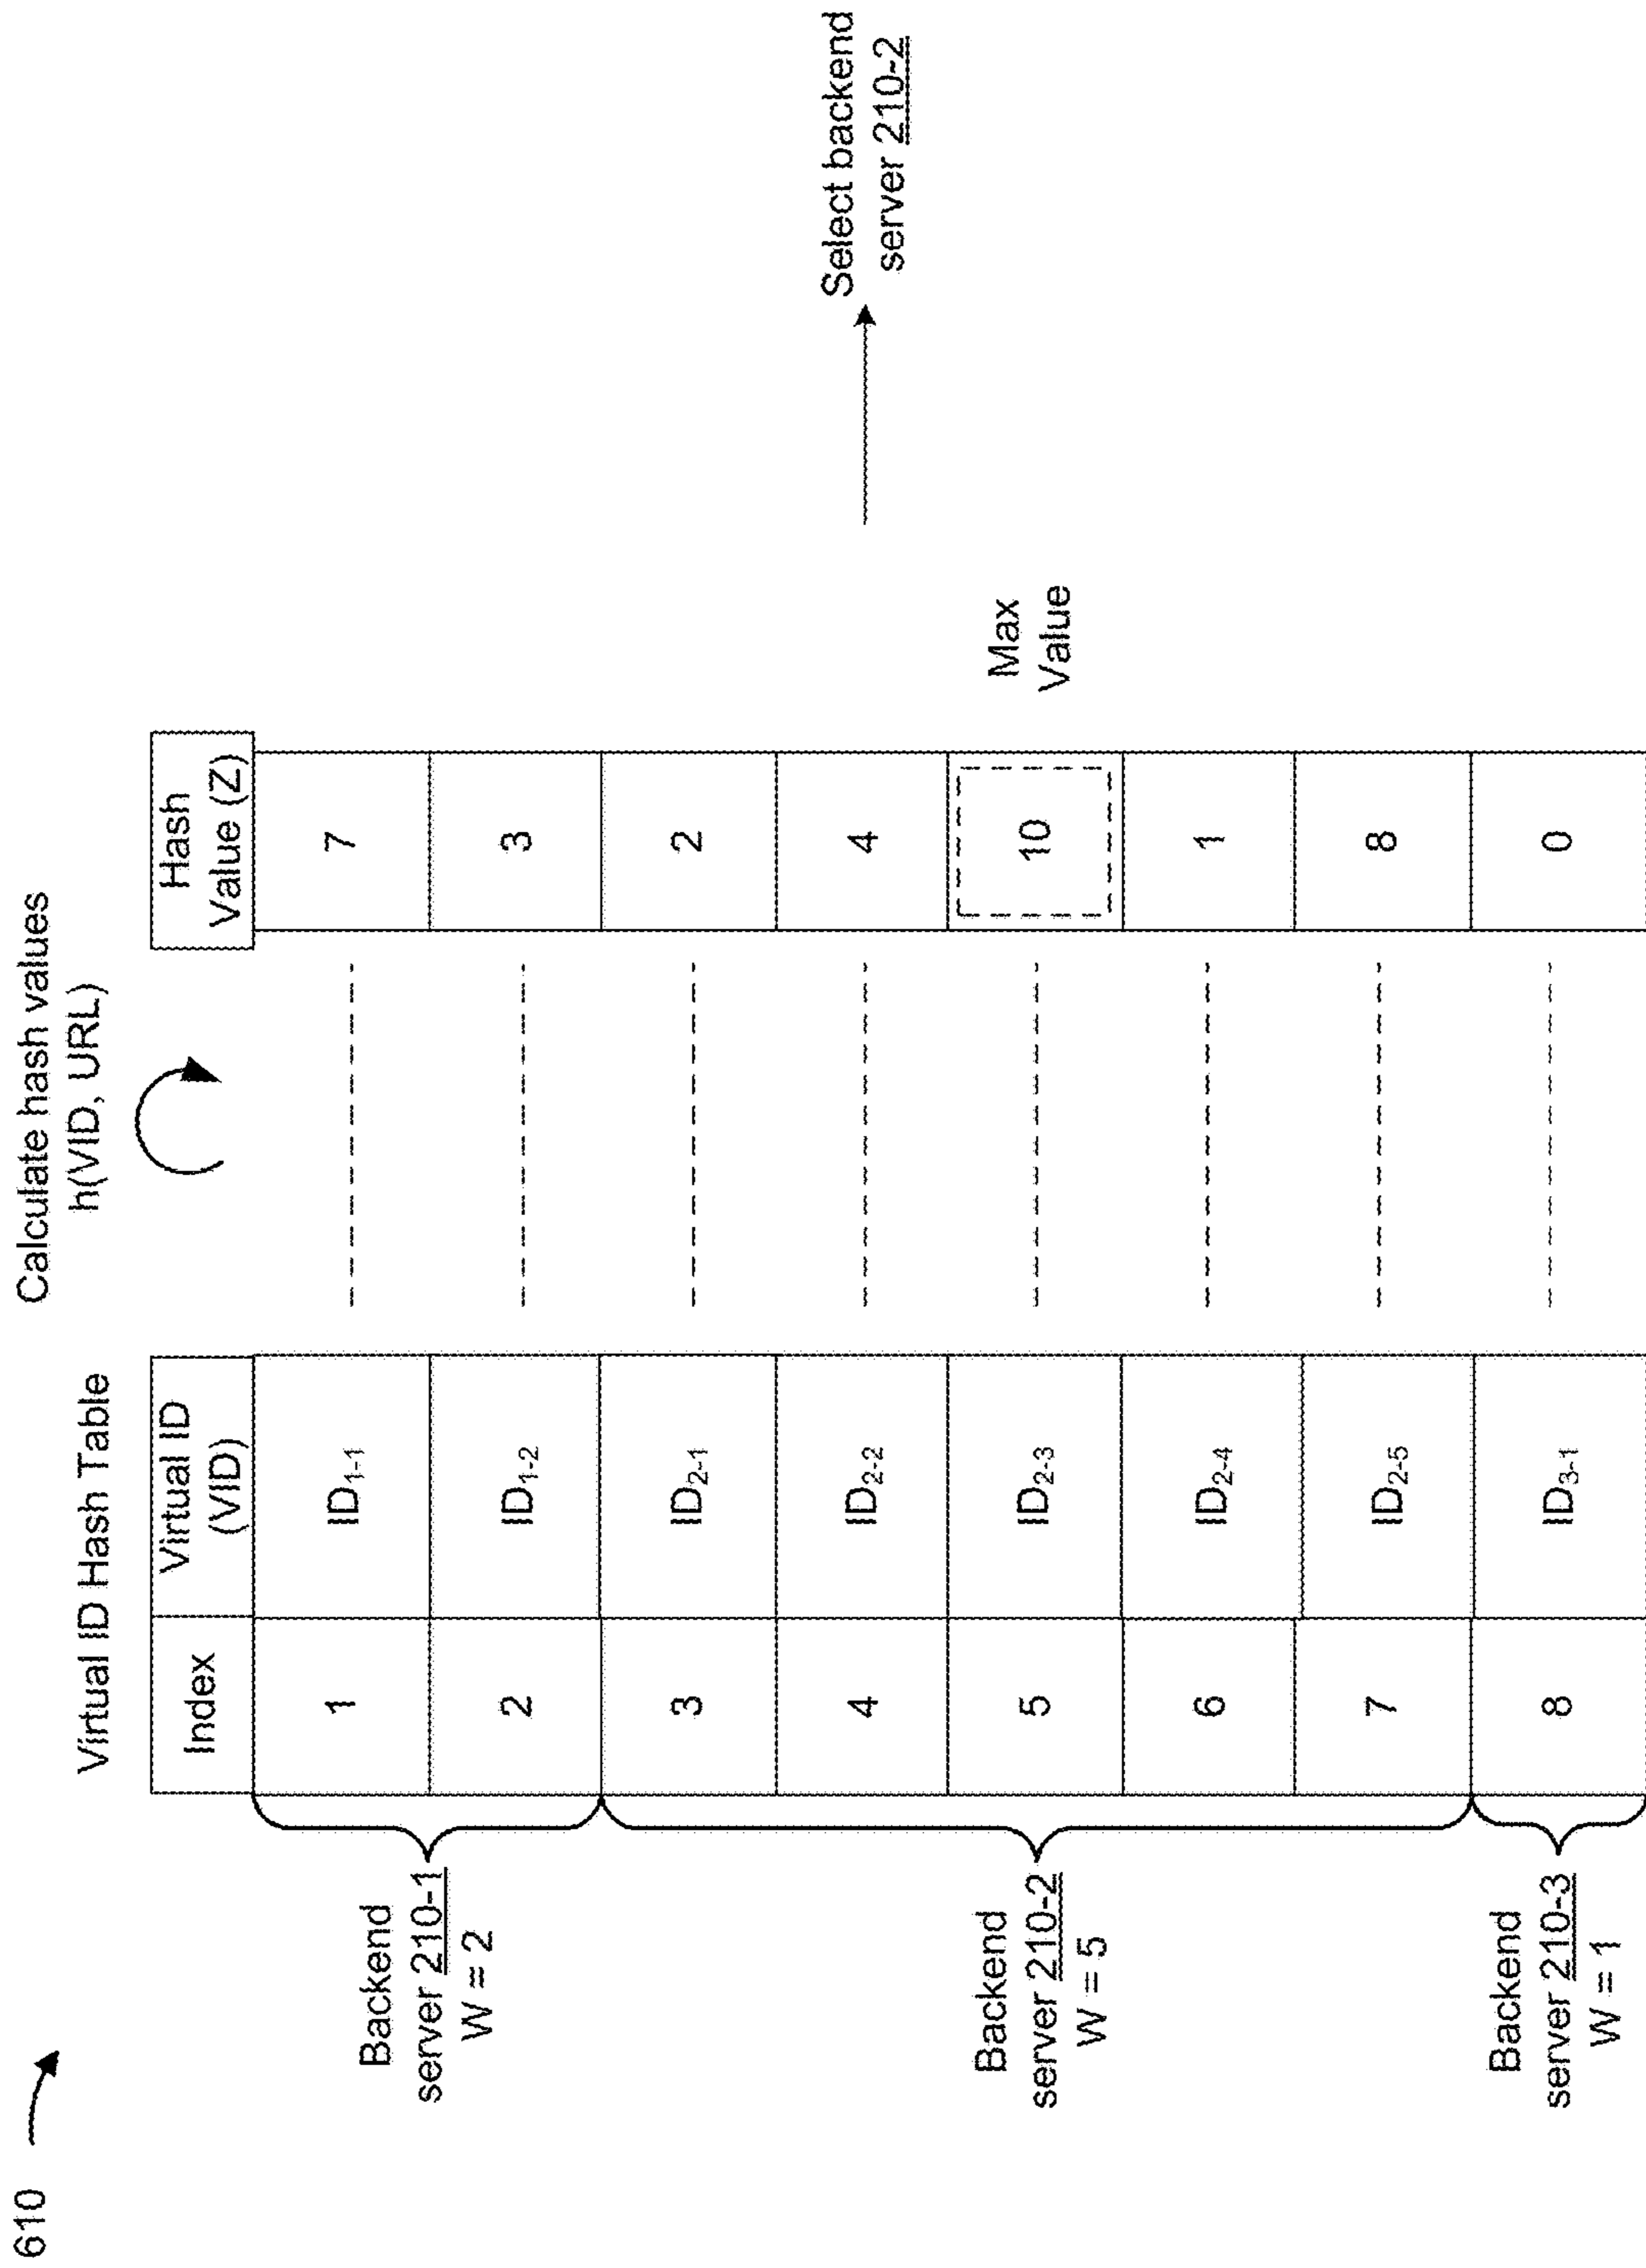 610
Virtual ID Hash Table
Calculate hash values
h(VID, URL)
Index
Virtual ID
(VID)
Hash
Value (Z)
Backend
server 210-1
W = 2
1
ID1-1
7
2
ID1-2
3
Backend
server 210-2
W = 5
3
ID2-1
2
4
ID2-2
4
5
ID2-3
10
Max
Value
6
ID2-4
1
7
ID2-5
8
Backend
server 210-3
W = 1
8
ID3-1
0
Select backend
server 210-2